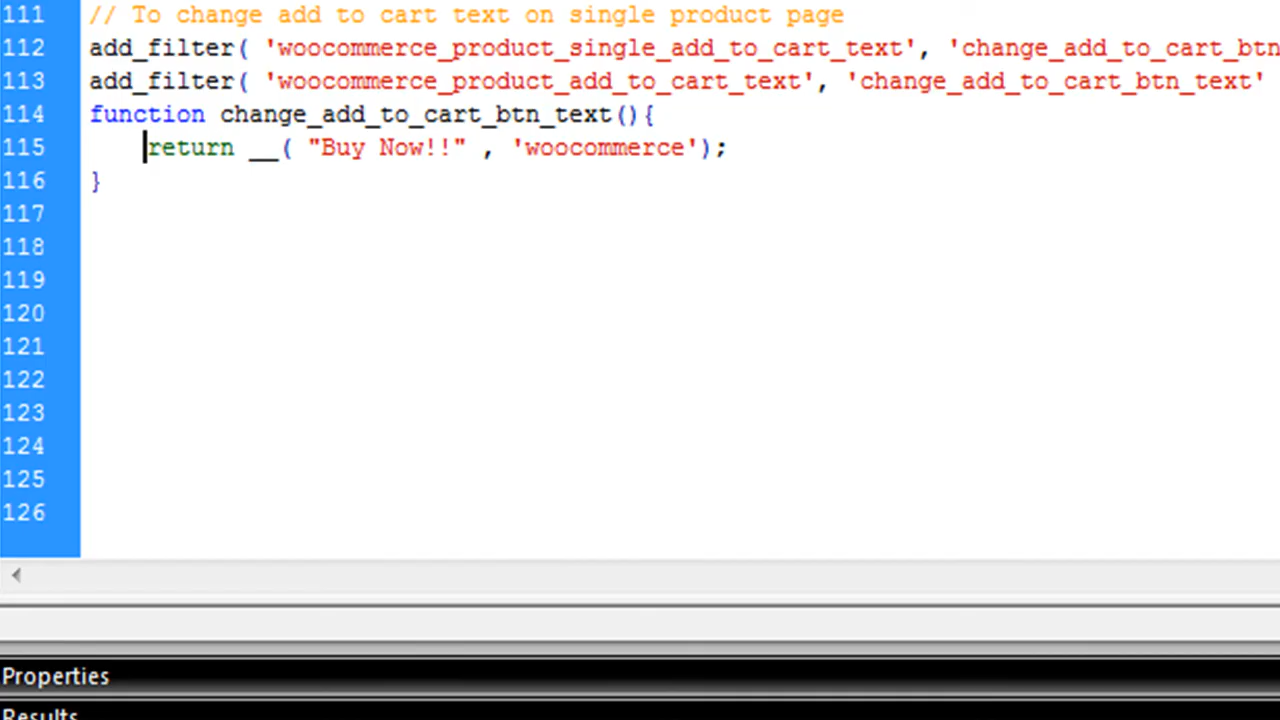 111 // To change add to cart text on single product page
112 add_filter( 'woocommerce_product_single_add_to_cart_text', 'change_add_to_cart_btn
113 add_filter( 'woocommerce_product_add_to_cart_text', 'change_add_to_cart_btn_text'
114 function change_add_to_cart_btn_text(){
115 return __( "Buy Now!!" , 'woocommerce');
116 }
117
118
119
120
121
122
123
124
125
126
Properties
Results